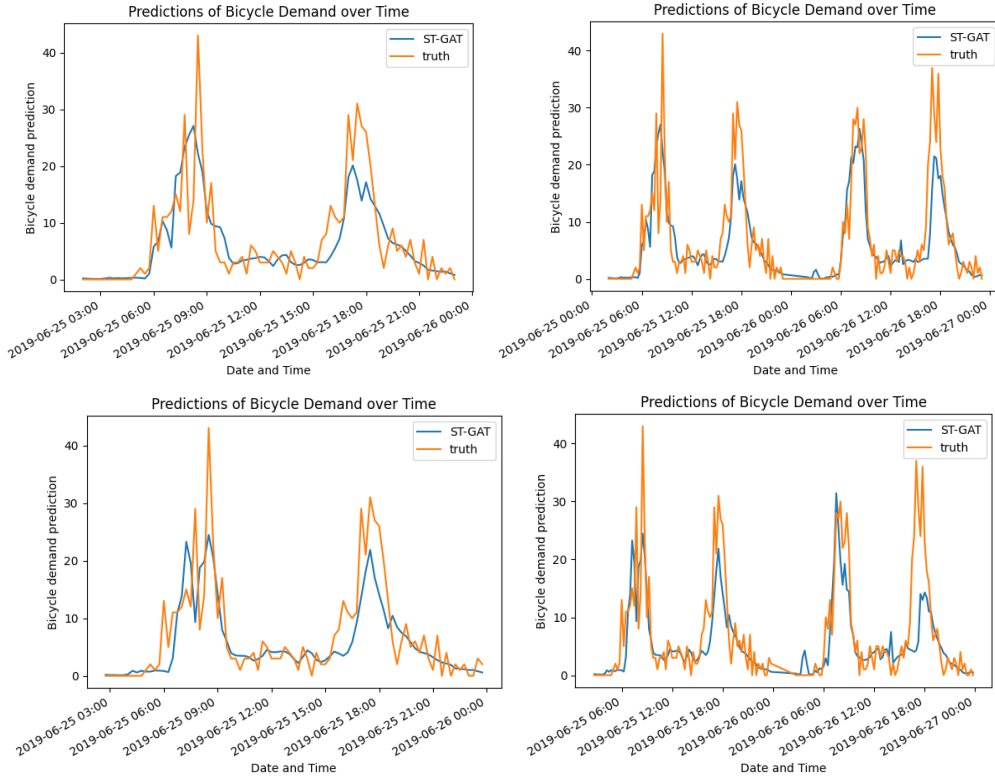 Predictions of Bicycle Demand over Time
ST-GAT
truth
Bicycle demand prediction
40
30
20
10
0
2019-06-25 03:00
2019-06-25 06:00
2019-06-25 09:00
2019-06-25 12:00
2019-06-25 15:00
2019-06-25 18:00
2019-06-25 21:00
2019-06-26 00:00
Date and Time
Predictions of Bicycle Demand over Time
ST-GAT
truth
Bicycle demand prediction
40
30
20
10
0
2019-06-25 00:00
2019-06-25 06:00
2019-06-25 12:00
2019-06-25 18:00
2019-06-26 00:00
2019-06-26 06:00
2019-06-26 12:00
2019-06-26 18:00
2019-06-27 00:00
Date and Time
Predictions of Bicycle Demand over Time
ST-GAT
truth
Bicycle demand prediction
40
30
20
10
0
2019-06-25 03:00
2019-06-25 06:00
2019-06-25 09:00
2019-06-25 12:00
2019-06-25 15:00
2019-06-25 18:00
2019-06-25 21:00
2019-06-26 00:00
Date and Time
Predictions of Bicycle Demand over Time
ST-GAT
truth
Bicycle demand prediction
40
30
20
10
0
2019-06-25 06:00
2019-06-25 12:00
2019-06-25 18:00
2019-06-26 00:00
2019-06-26 06:00
2019-06-26 12:00
2019-06-26 18:00
2019-06-27 00:00
Date and Time